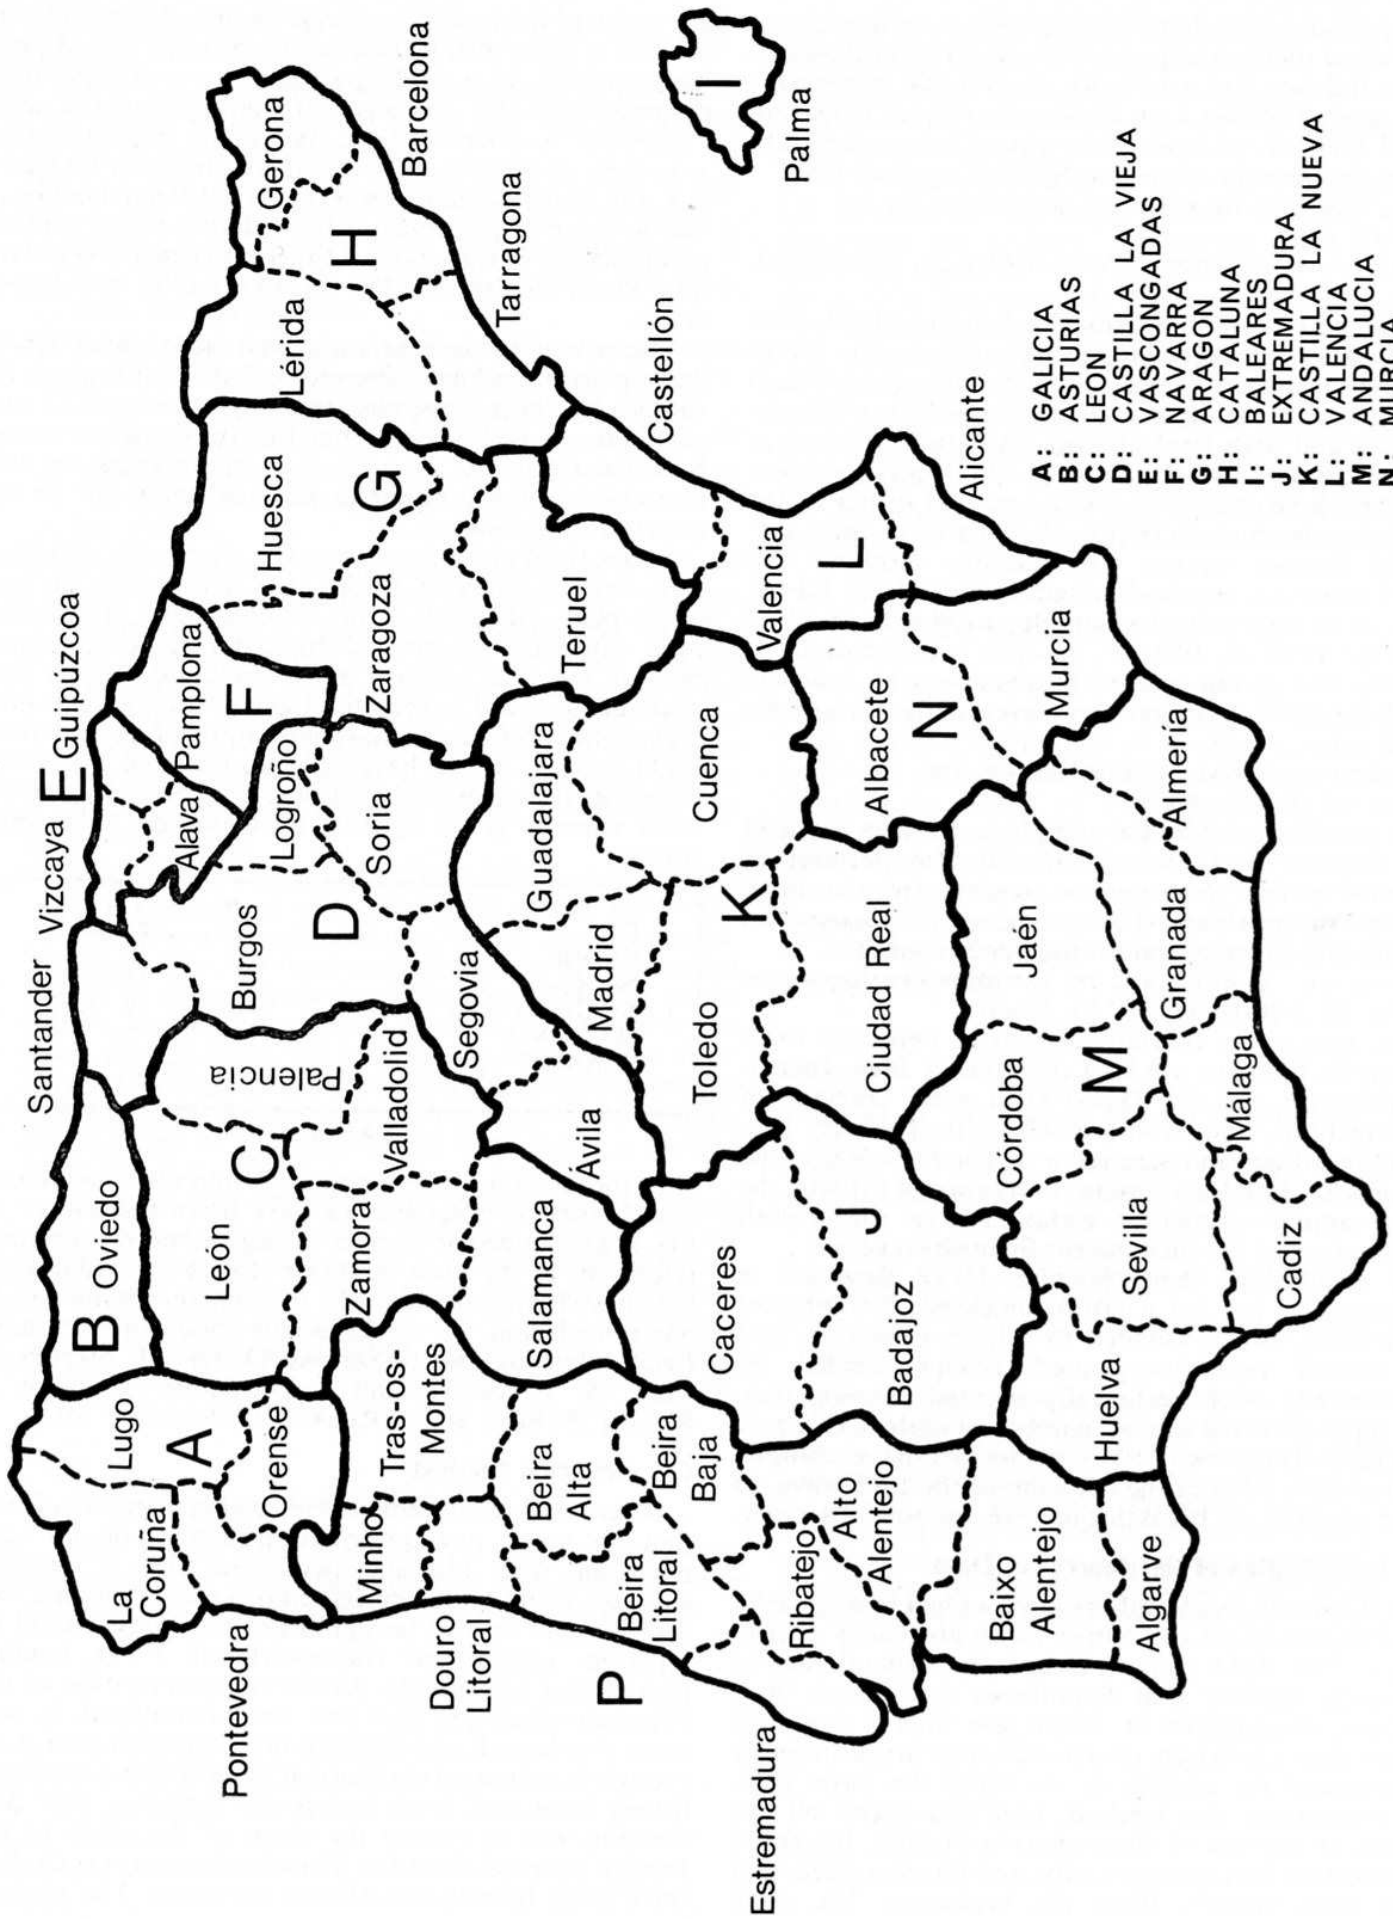 Santander
Vizcaya
E
Guipúzcoa
La
Coruña
Lugo
A
Orense
Pontevedra
B
Oviedo
León
C
Palencia
Zamora
Valladolid
Salamanca
Burgos
D
Alava
Logroño
Soria
Segovia
Ávila
Pamplona
F
Huesca
G
Zaragoza
Teruel
Lérida
Gerona
H
Barcelona
Tarragona
Castellón
Minho
Tras-os-
Montes
Douro
Litoral
Beira
Alta
Beira
Litoral
Beira
Baja
P
Ribatejo
Estremadura
Alto
Alentejo
Baixo
Alentejo
Algarve
Guadalajara
Madrid
Cuenca
Toledo
K
Ciudad Real
Caceres
J
Badajoz
Valencia
L
Alicante
Albacete
N
Murcia
Huelva
Sevilla
Córdoba
M
Jaén
Granada
Almería
Málaga
Cadiz
I
Palma
A: GALICIA
B: ASTURIAS
C: LEON
D: CASTILLA LA VIEJA
E: VASCONGADAS
F: NAVARRA
G: ARAGON
H: CATALUNA
I: BALEARES
J: EXTREMADURA
K: CASTILLA LA NUEVA
L: VALENCIA
M: ANDALUCIA
N: MURCIA